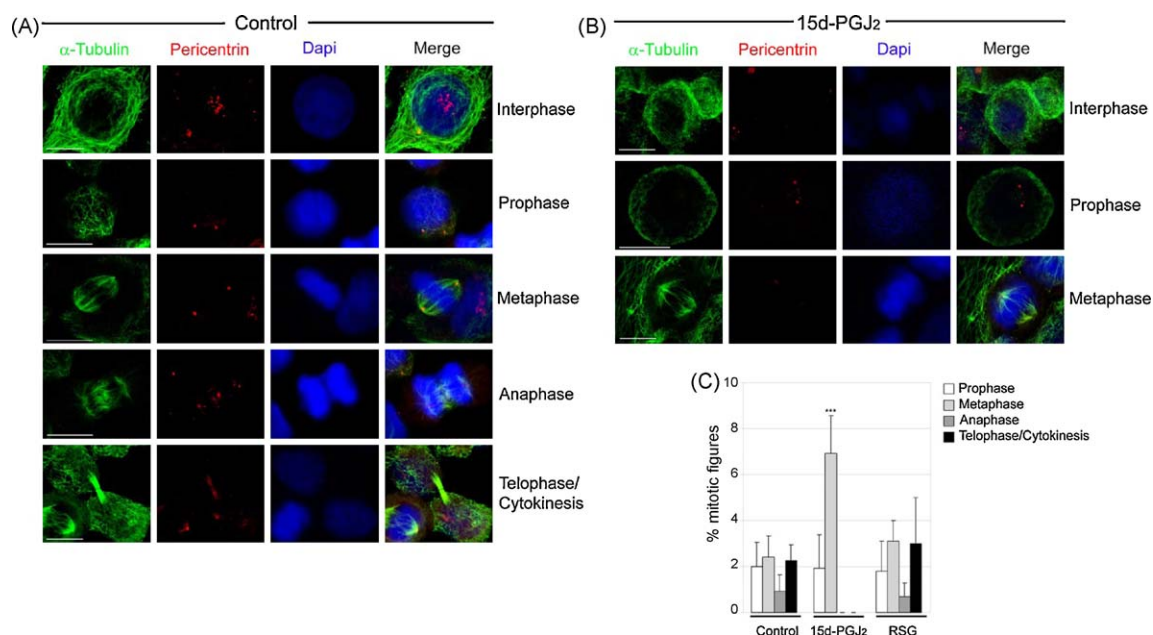 (A) Control
α-Tubulin Pericentrin Dapi Merge
Interphase
Prophase
Metaphase
Anaphase
Telophase/
Cytokinesis
(B) 15d-PGJ₂
α-Tubulin Pericentrin Dapi Merge
Interphase
Prophase
Metaphase
(C)
10
8
6
4
2
0
% mitotic figures
***
Prophase
Metaphase
Anaphase
Telophase/Cytokinesis
Control 15d-PGJ₂ RSG